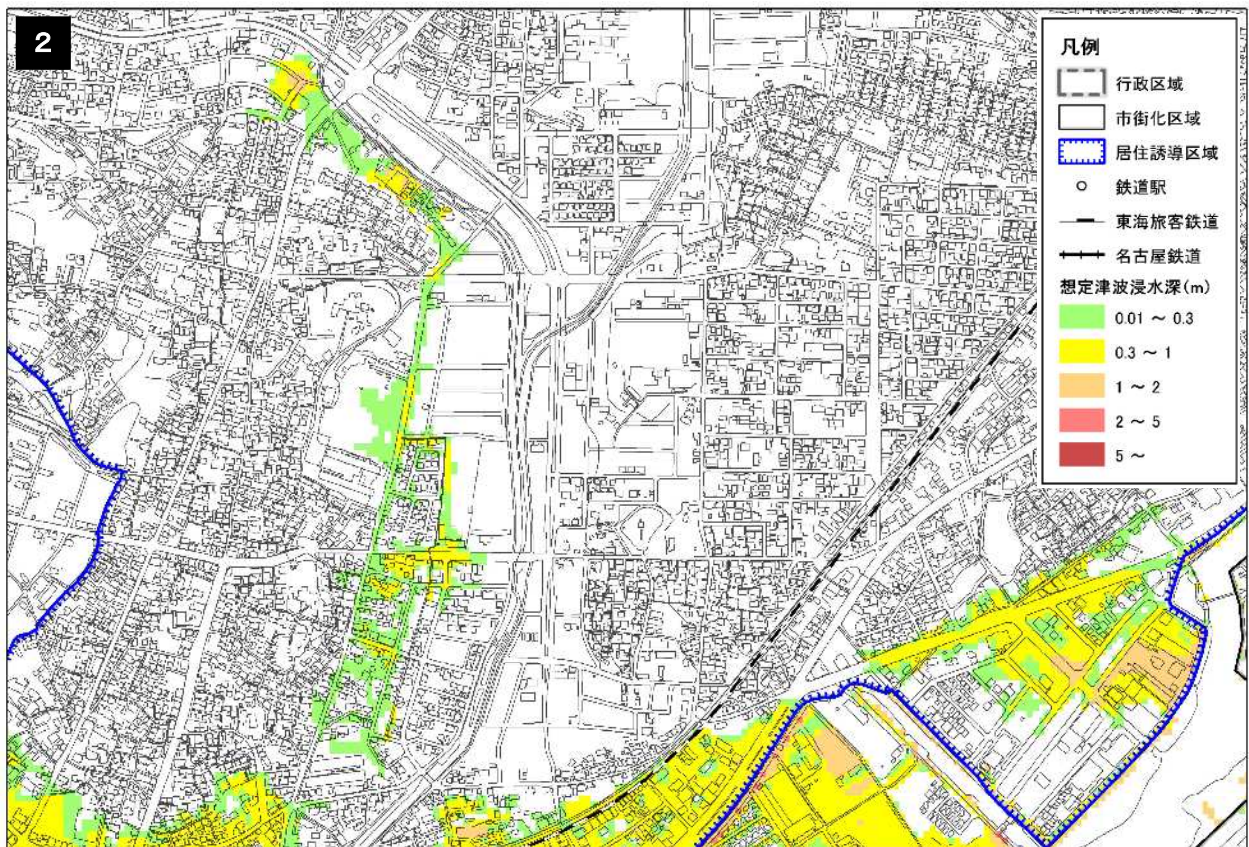 2
凡例
行政区域
市街化区域
居住誘導区域
鉄道駅
東海旅客鉄道
名古屋鉄道
想定津波浸水深(m)
0.01 ～ 0.3
0.3 ～ 1
1 ～ 2
2 ～ 5
5 ～